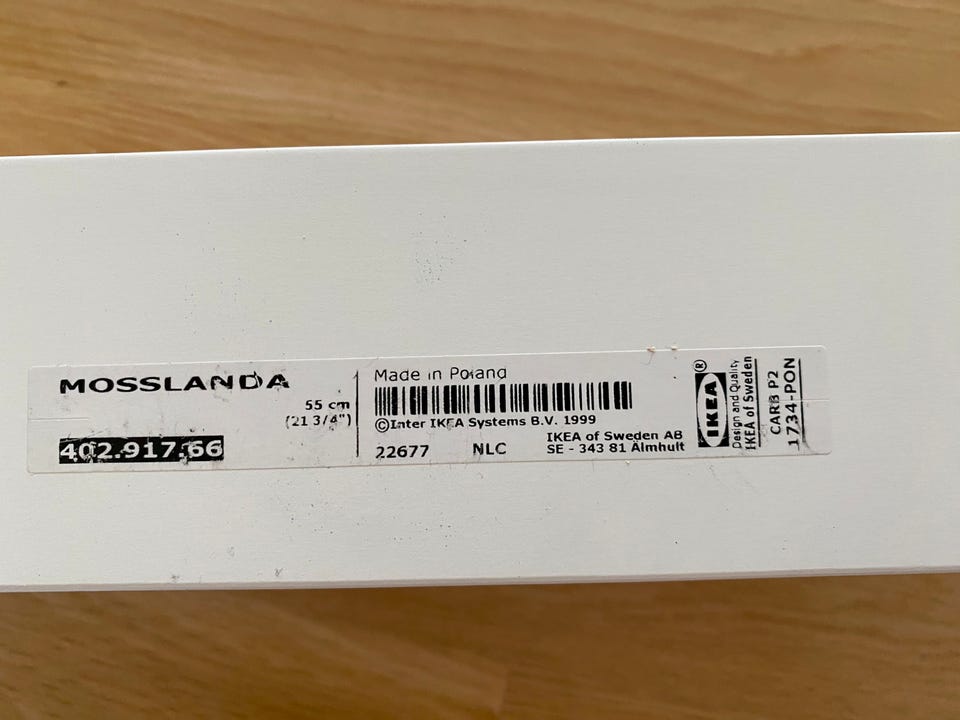 MOSSLANDA
55 cm
(21 3/4")
402.917.66
Made in Poland
©Inter IKEA Systems B.V. 1999
22677 NLC
IKEA of Sweden AB
SE - 343 81 Älmhult
IKEA®
Design and Quality
IKEA of Sweden
CARB P2
1734-PON